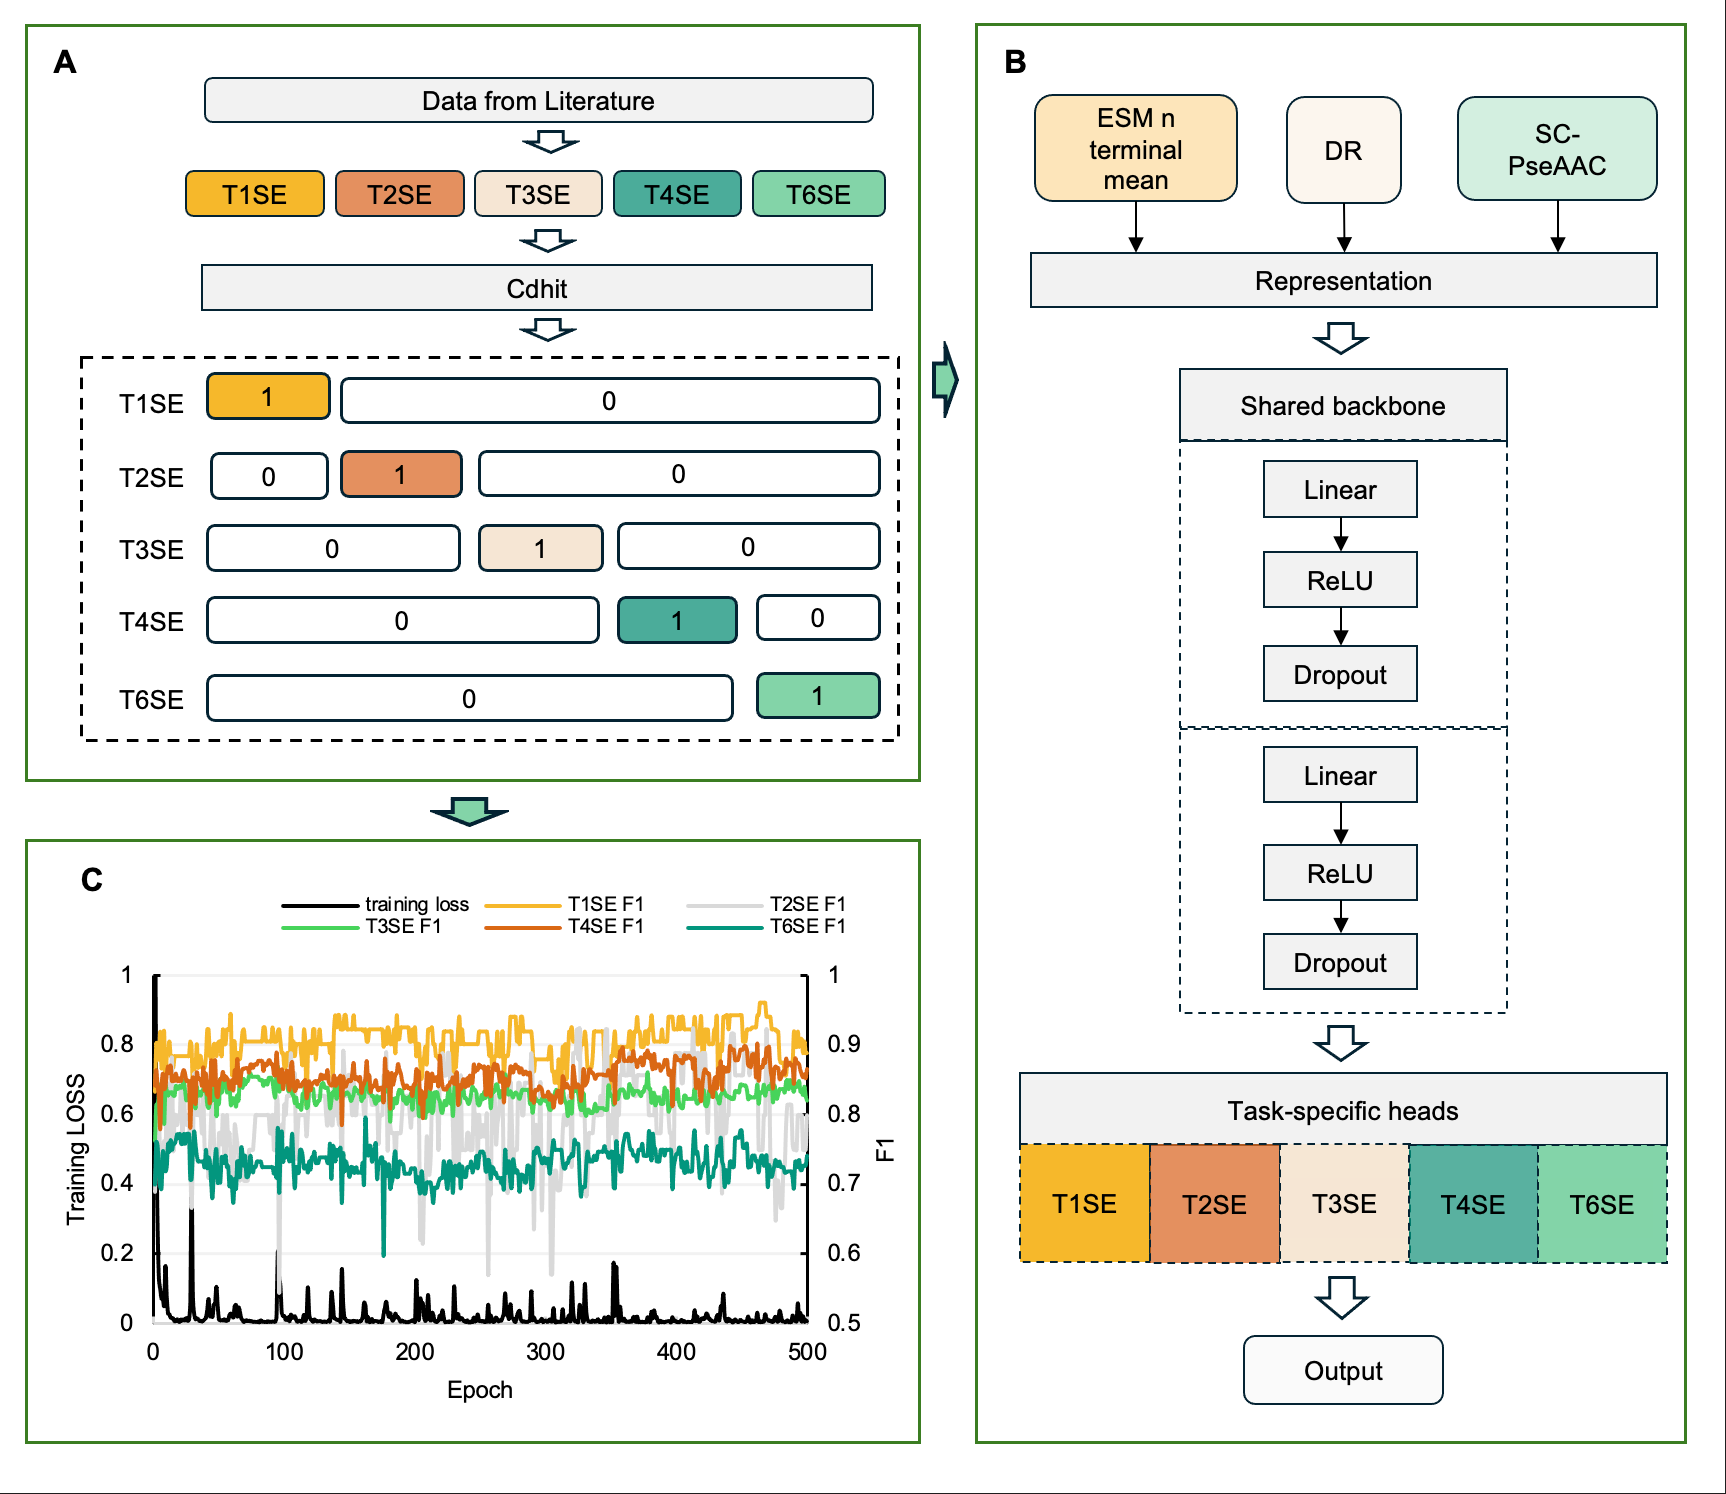 A
Data from Literature
T1SE
T2SE
T3SE
T4SE
T6SE
Cdhit
T1SE
1
0
T2SE
0
1
0
T3SE
0
1
0
T4SE
0
1
0
T6SE
0
1
B
ESM n
terminal
mean
DR
SC-
PseAAC
Representation
Shared backbone
Linear
ReLU
Dropout
Linear
ReLU
Dropout
Task-specific heads
T1SE
T2SE
T3SE
T4SE
T6SE
Output
C
training loss
T1SE F1
T2SE F1
T3SE F1
T4SE F1
T6SE F1
Training LOSS
1
0.8
0.6
0.4
0.2
0
1
0.9
0.8
0.7
0.6
0.5
F1
0
100
200
300
400
500
Epoch